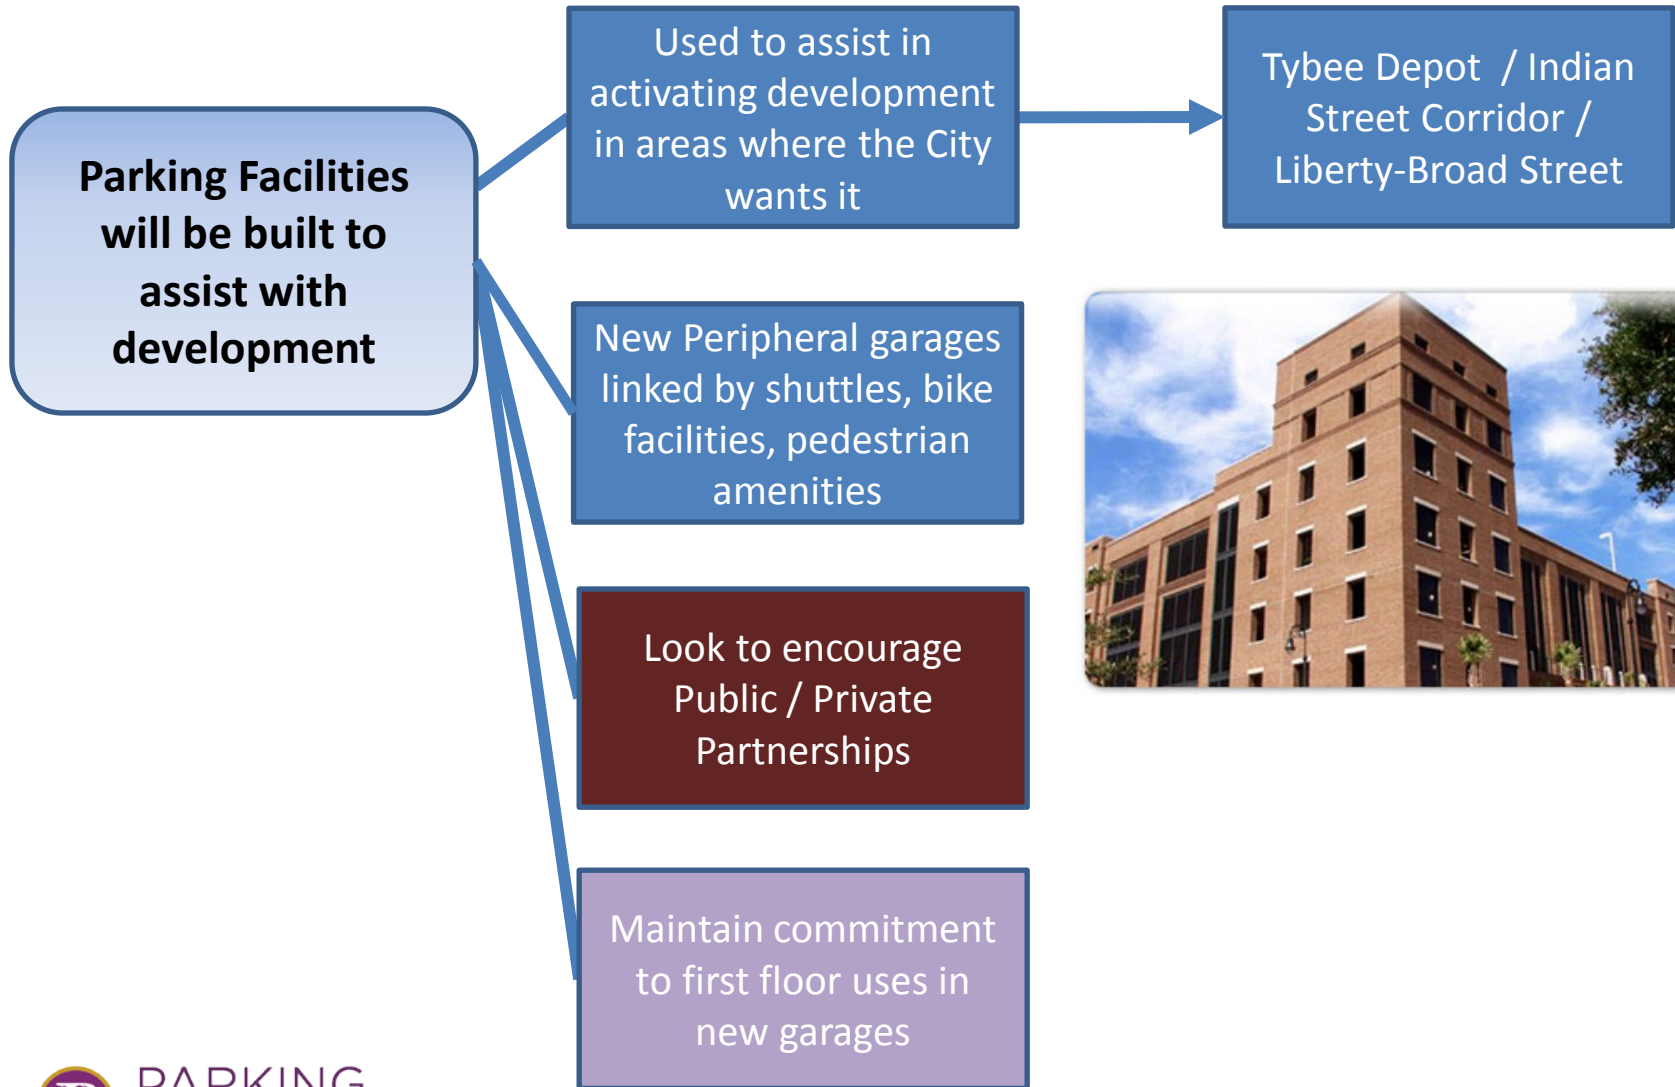 Parking Facilities
will be built to
assist with
development
Used to assist in
activating development
in areas where the City
wants it
Tybee Depot / Indian
Street Corridor /
Liberty-Broad Street
New Peripheral garages
linked by shuttles, bike
facilities, pedestrian
amenities
Look to encourage
Public / Private
Partnerships
Maintain commitment
to first floor uses in
new garages
PARKING